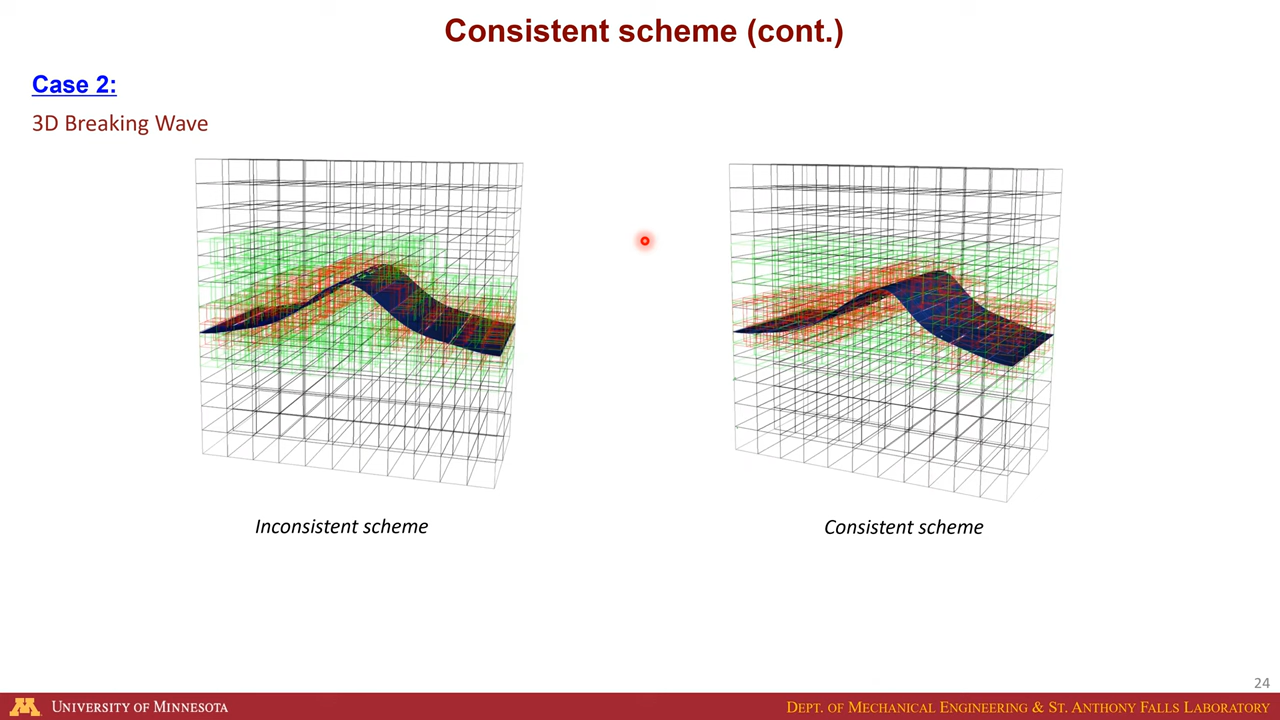 Consistent scheme (cont.)
Case 2:
3D Breaking Wave
Inconsistent scheme
Consistent scheme
24
UNIVERSITY OF MINNESOTA
DEPT. OF MECHANICAL ENGINEERING & ST. ANTHONY FALLS LABORATORY